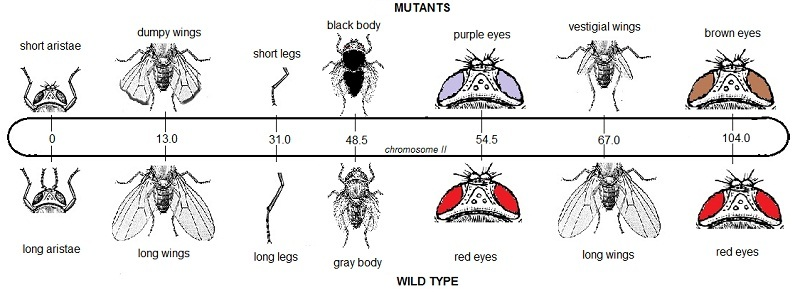 MUTANTS
short aristae
dumpy wings
short legs
black body
purple eyes
vestigial wings
brown eyes
0
13.0
31.0
48.5
54.5
67.0
104.0
chromosome II
long aristae
long wings
long legs
gray body
red eyes
long wings
red eyes
WILD TYPE